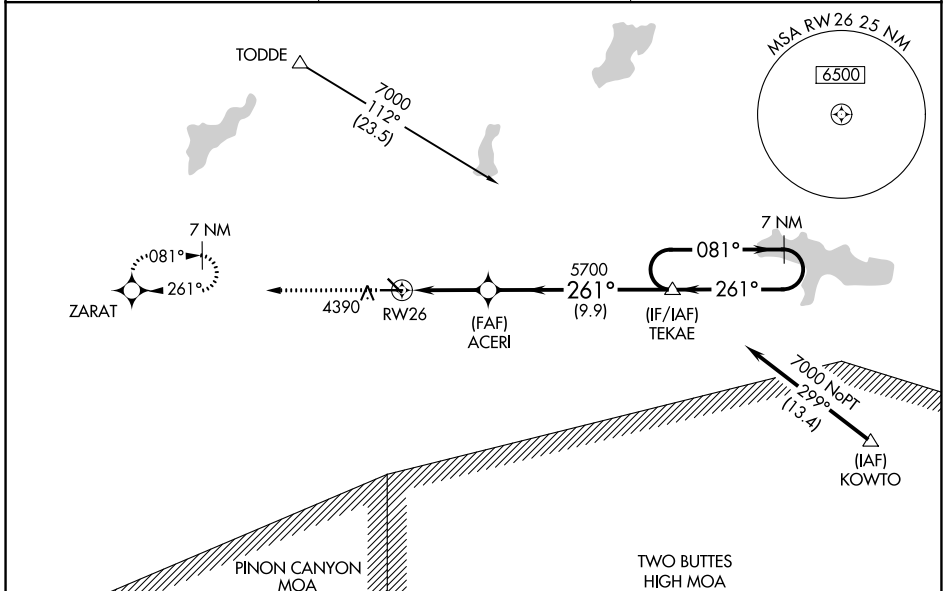 MSA RW 26 25 NM
6500
TODDE
7000
112°
(23.5)
7 NM
081°
261°
ZARAT
4390
RW26
(FAF)
ACERI
5700
261°
(9.9)
7 NM
081°
261°
(IF/IAF)
TEKAE
7000 NoPT
299°
(13.4)
(IAF)
KOWTO
PINON CANYON
MOA
TWO BUTTES
HIGH MOA